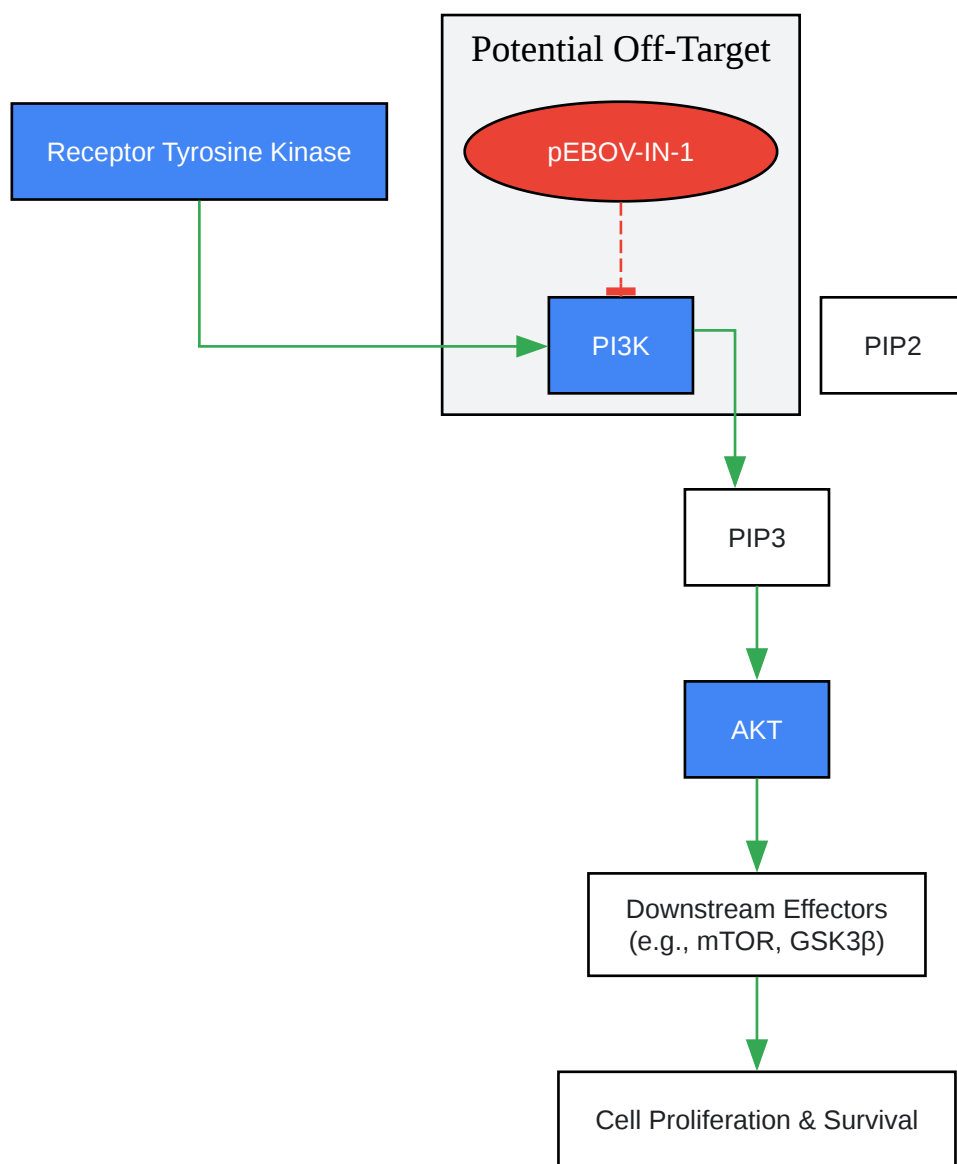 Potential Off-Target
Receptor Tyrosine Kinase
pEBOV-IN-1
PI3K
PIP2
PIP3
AKT
Downstream Effectors
(e.g., mTOR, GSK3β)
Cell Proliferation & Survival